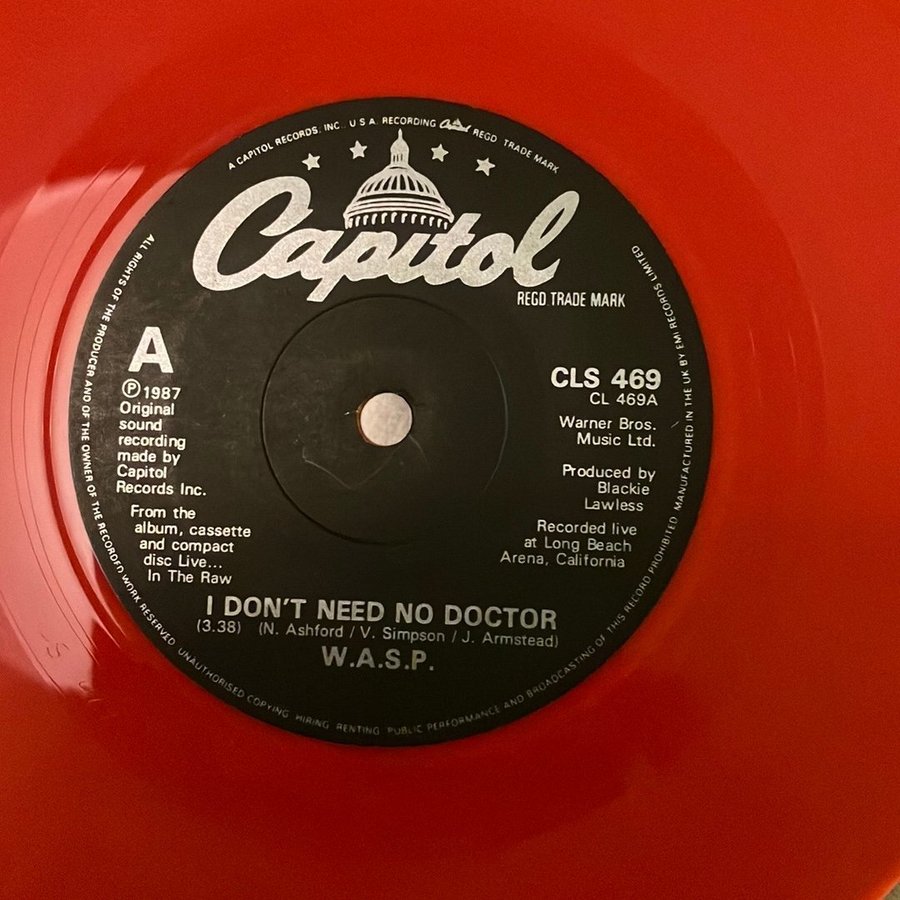 A CAPITOL RECORDS, INC., U S A. RECORDING Capitol REGD. TRADE MARK
Capitol
REGD. TRADE MARK
A
Ⓟ 1987
Original
sound
recording
made by
Capitol
Records Inc.
From the
album, cassette
and compact
disc Live...
In The Raw
CLS 469
CL 469A
Warner Bros.
Music Ltd.
Produced by
Blackie
Lawless
Recorded live
at Long Beach
Arena, California
I DON'T NEED NO DOCTOR
(3.38) (N. Ashford / V. Simpson / J. Armstead)
W.A.S.P.
ALL RIGHTS OF THE PRODUCER AND OF THE OWNER OF THE RECORDED WORK RESERVED. UNAUTHORISED COPYING, HIRING, RENTING, PUBLIC PERFORMANCE AND BROADCASTING OF THIS RECORD PROHIBITED. MANUFACTURED IN THE UK BY EMI RECORDS LIMITED